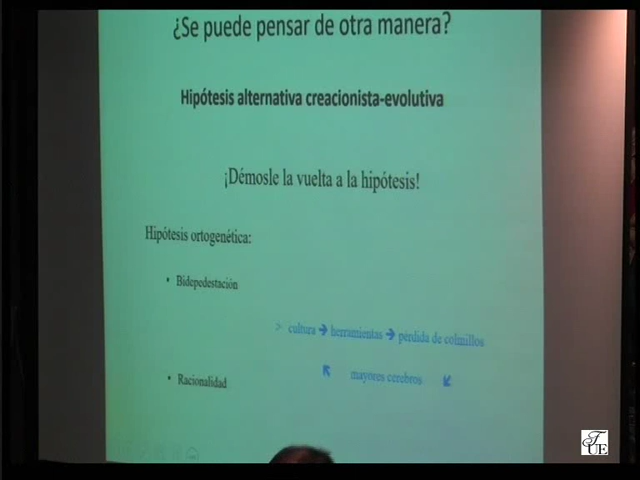 ¿Se puede pensar de otra manera?
Hipótesis alternativa creacionista-evolutiva
¡Démosle la vuelta a la hipótesis!
Hipótesis ortogenética:
• Bidepedestación
> cultura → herramientas → pérdida de colmillos
• Racionalidad
↖ mayores cerebros ↙
FUE